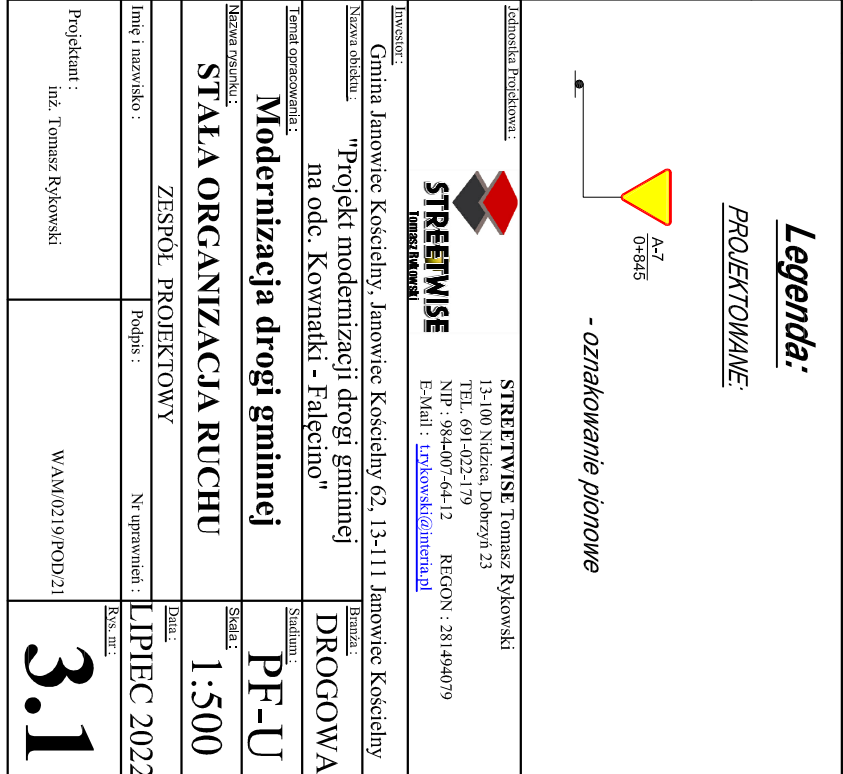 Legenda:
PROJEKTOWANE:
A-7
0+845
- oznakowanie pionowe
Jednostka Projektowa :
STREETWISE
Tomasz Rykowski
STREETWISE Tomasz Rykowski
13-100 Nidzica, Dobrzyń 23
TEL. 691-022-179
NIP : 984-007-64-12 REGON : 281494079
E-Mail : t.rykowski@interia.pl
Inwestor :
Gmina Janowiec Kościelny, Janowiec Kościelny 62, 13-111 Janowiec Kościelny
Nazwa obiektu :
"Projekt modernizacji drogi gminnej
na odc. Kownatki - Falęcino"
Branża :
DROGOWA
Temat opracowania :
Modernizacja drogi gminnej
Stadium :
PF-U
Nazwa rysunku :
STAŁA ORGANIZACJA RUCHU
Skala :
1:500
ZESPÓŁ PROJEKTOWY
Data :
LIPIEC 2022
Imię i nazwisko :
Podpis :
Nr uprawnień :
Rys. nr :
3.1
Projektant :
inż. Tomasz Rykowski
WAM/0219/POD/21